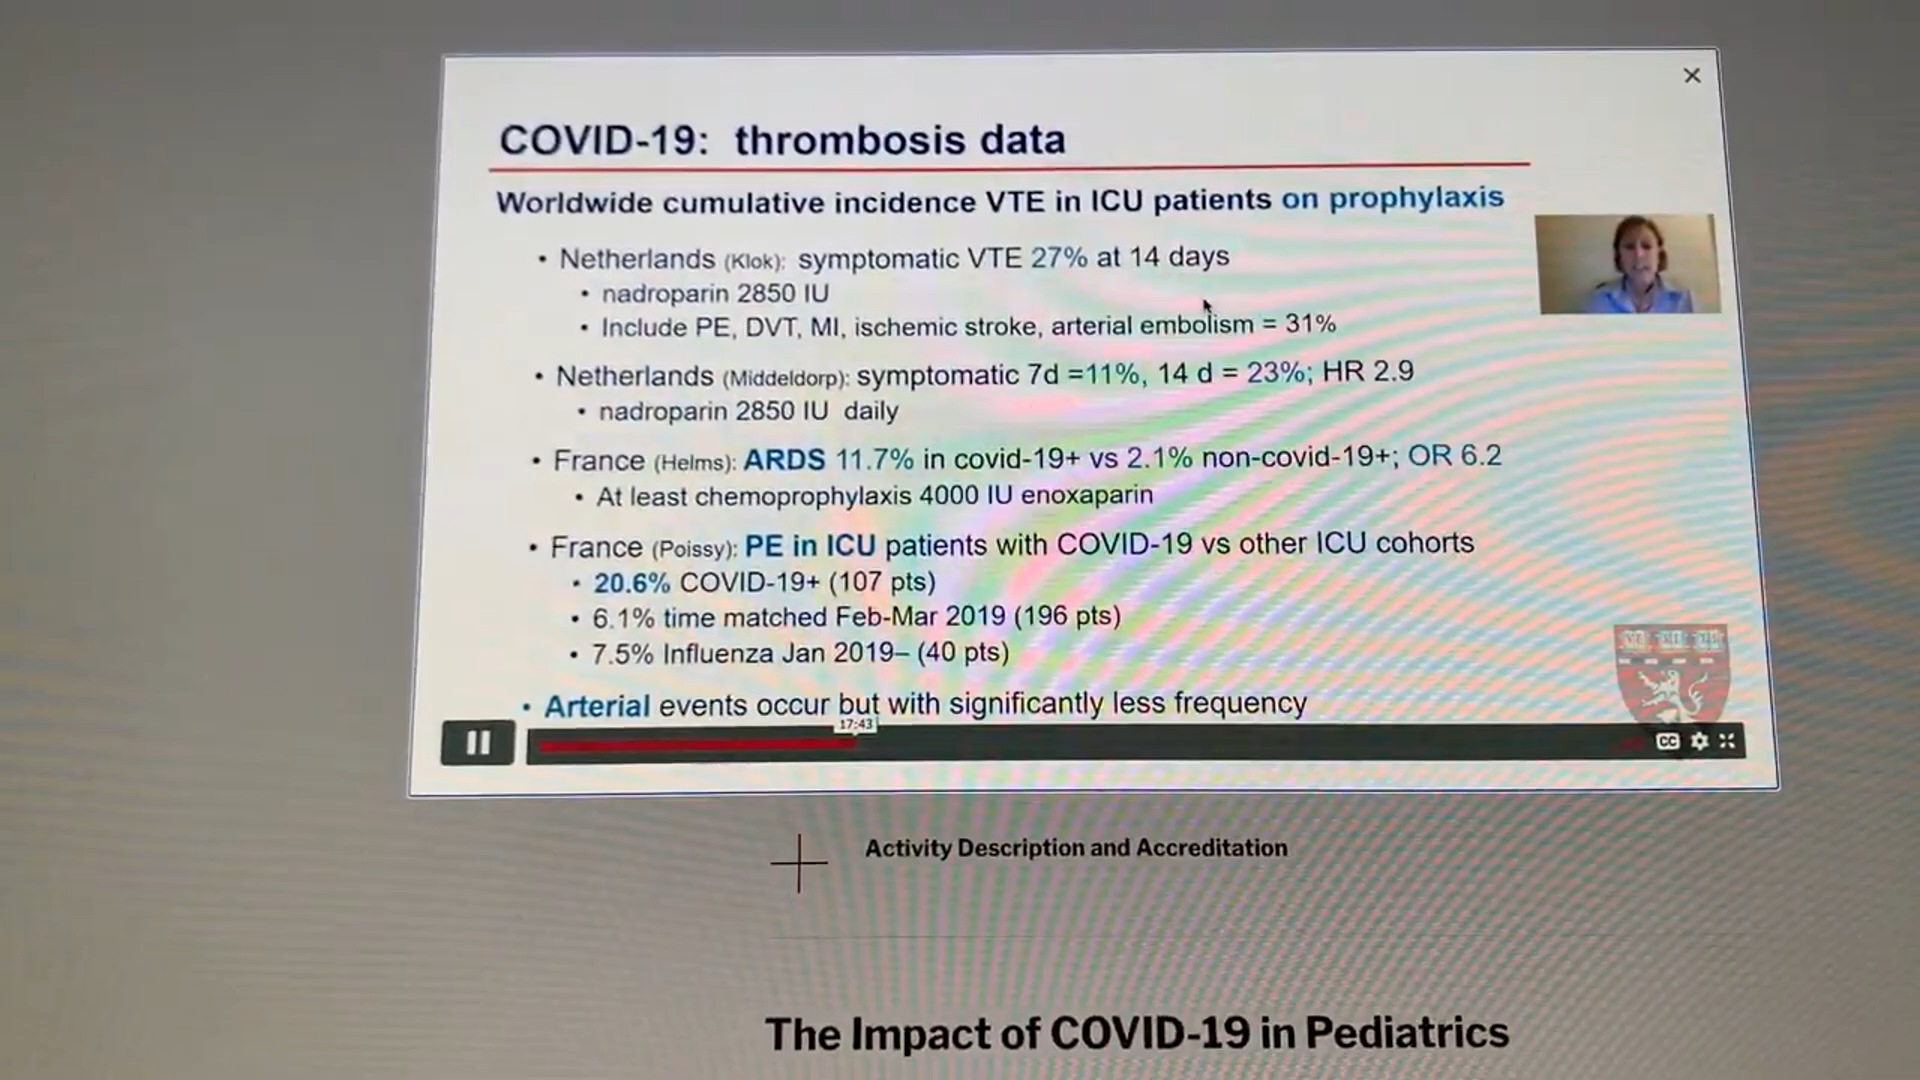 ×
COVID-19: thrombosis data
Worldwide cumulative incidence VTE in ICU patients on prophylaxis
• Netherlands (Klok): symptomatic VTE 27% at 14 days
• nadroparin 2850 IU
• Include PE, DVT, MI, ischemic stroke, arterial embolism = 31%
• Netherlands (Middeldorp): symptomatic 7d =11%, 14 d = 23%; HR 2.9
• nadroparin 2850 IU daily
• France (Helms): ARDS 11.7% in covid-19+ vs 2.1% non-covid-19+; OR 6.2
• At least chemoprophylaxis 4000 IU enoxaparin
• France (Poissy): PE in ICU patients with COVID-19 vs other ICU cohorts
• 20.6% COVID-19+ (107 pts)
• 6.1% time matched Feb-Mar 2019 (196 pts)
• 7.5% Influenza Jan 2019– (40 pts)
• Arterial events occur but with significantly less frequency
17:43
CC
Activity Description and Accreditation
The Impact of COVID-19 in Pediatrics